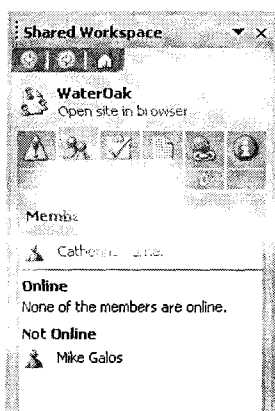 Shared Workspace
WaterOak
Open site in browser
Online
None of the members are online.
Not Online
Mike Galos